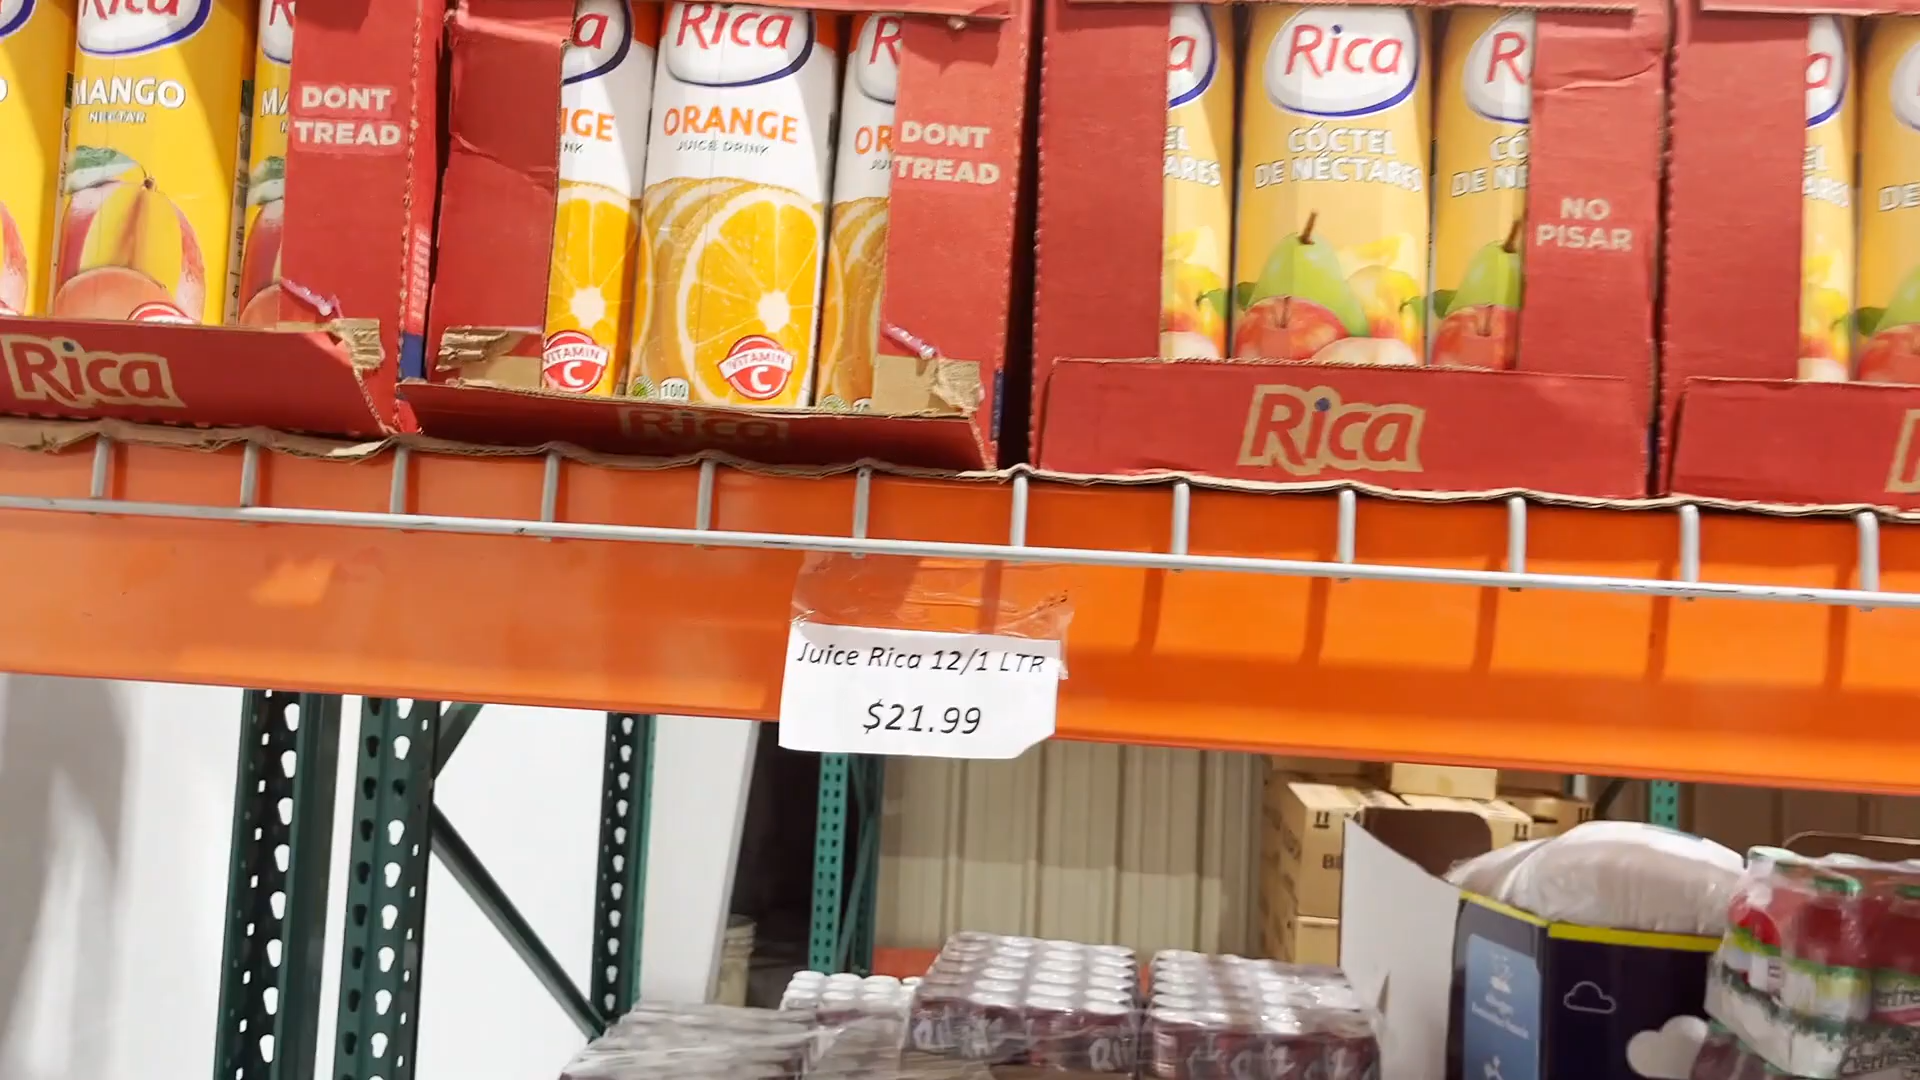 Rica
MANGO
NECTAR
DONT
TREAD
Rica
Rica
ORANGE
JUICE DRINK
VITAMIN
C
VITAMIN
C
100
DONT
TREAD
Rica
Rica
CÓCTEL
DE NÉCTARES
NO
PISAR
Rica
Juice Rica 12/1 LTR
$21.99